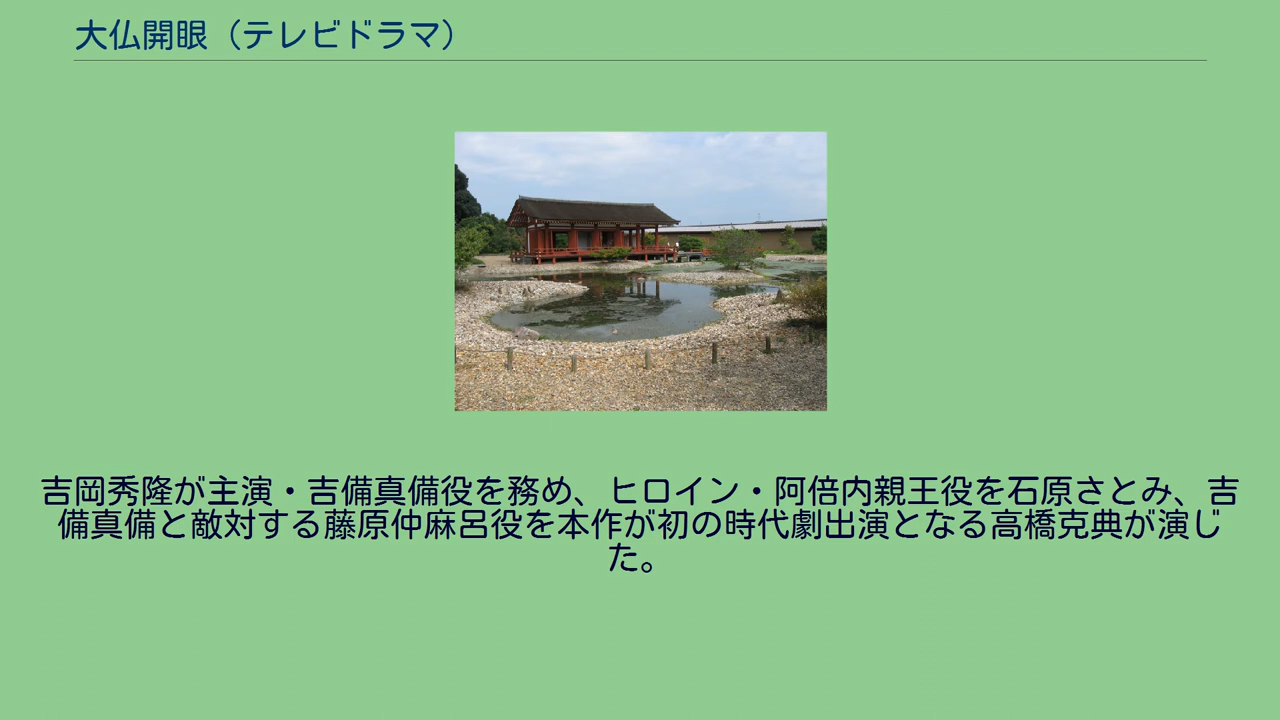 大仏開眼（テレビドラマ）
吉岡秀隆が主演・吉備真備役を務め、ヒロイン・阿倍内親王役を石原さとみ、吉
備真備と敵対する藤原仲麻呂役を本作が初の時代劇出演となる高橋克典が演じ
た。